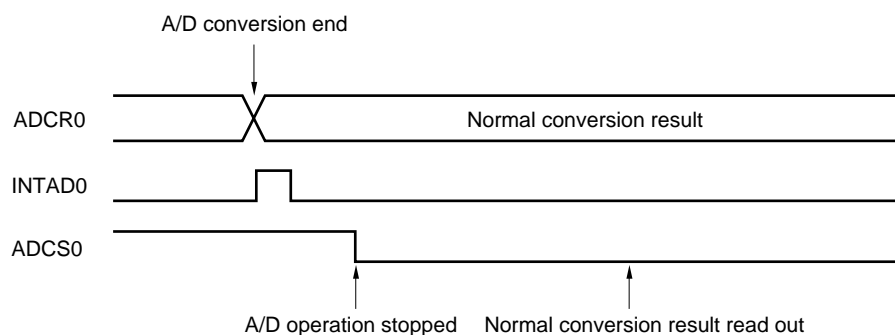 A/D conversion end
ADCR0
Normal conversion result
INTAD0
ADCS0
A/D operation stopped
Normal conversion result read out